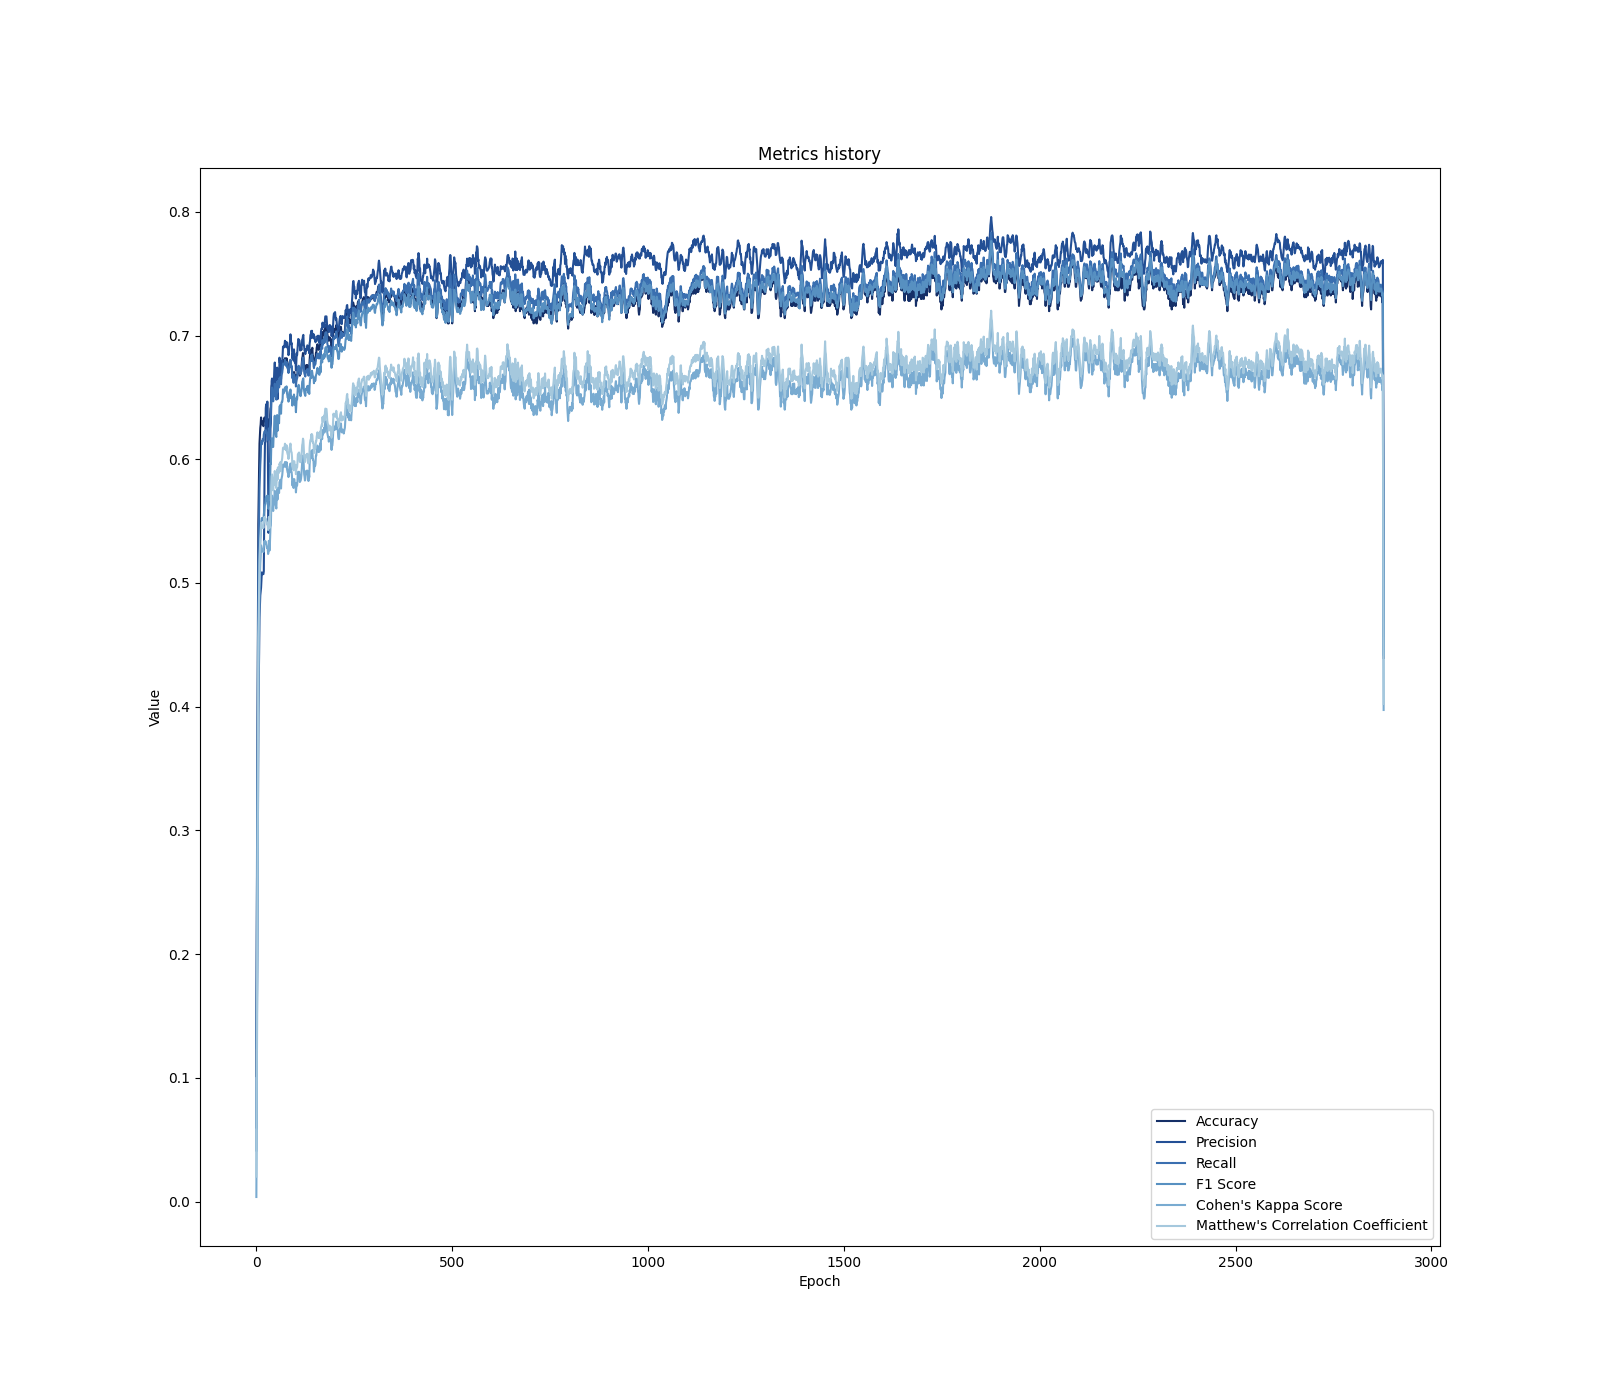 Metrics history
0.8
0.7
0.6
0.5
0.4
0.3
0.2
0.1
0.0
Value
0 500 1000 1500 2000 2500 3000
Epoch
Accuracy
Precision
Recall
F1 Score
Cohen's Kappa Score
Matthew's Correlation Coefficient